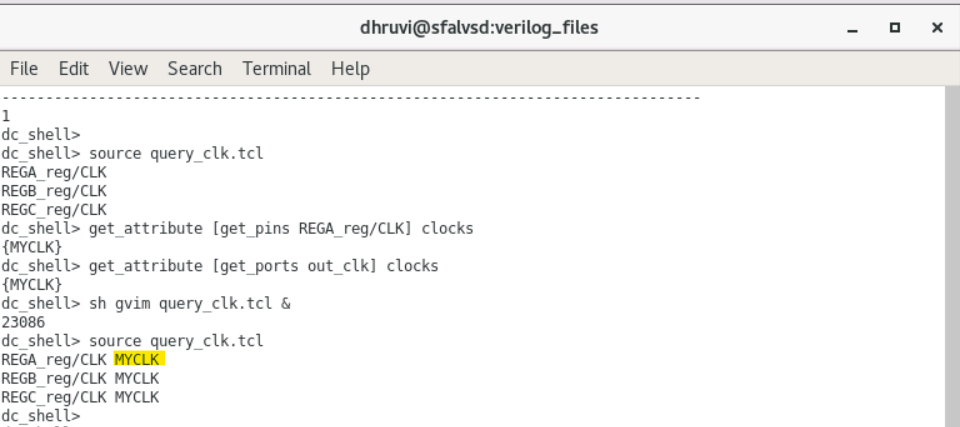 dhruvi@sfalvsd:verilog_files
File Edit View Search Terminal Help
--------------------------------------------------------------------------------
1
dc_shell>
dc_shell> source query_clk.tcl
REGA_reg/CLK
REGB_reg/CLK
REGC_reg/CLK
dc_shell> get_attribute [get_pins REGA_reg/CLK] clocks
{MYCLK}
dc_shell> get_attribute [get_ports out_clk] clocks
{MYCLK}
dc_shell> sh gvim query_clk.tcl &
23086
dc_shell> source query_clk.tcl
REGA_reg/CLK MYCLK
REGB_reg/CLK MYCLK
REGC_reg/CLK MYCLK
dc_shell>